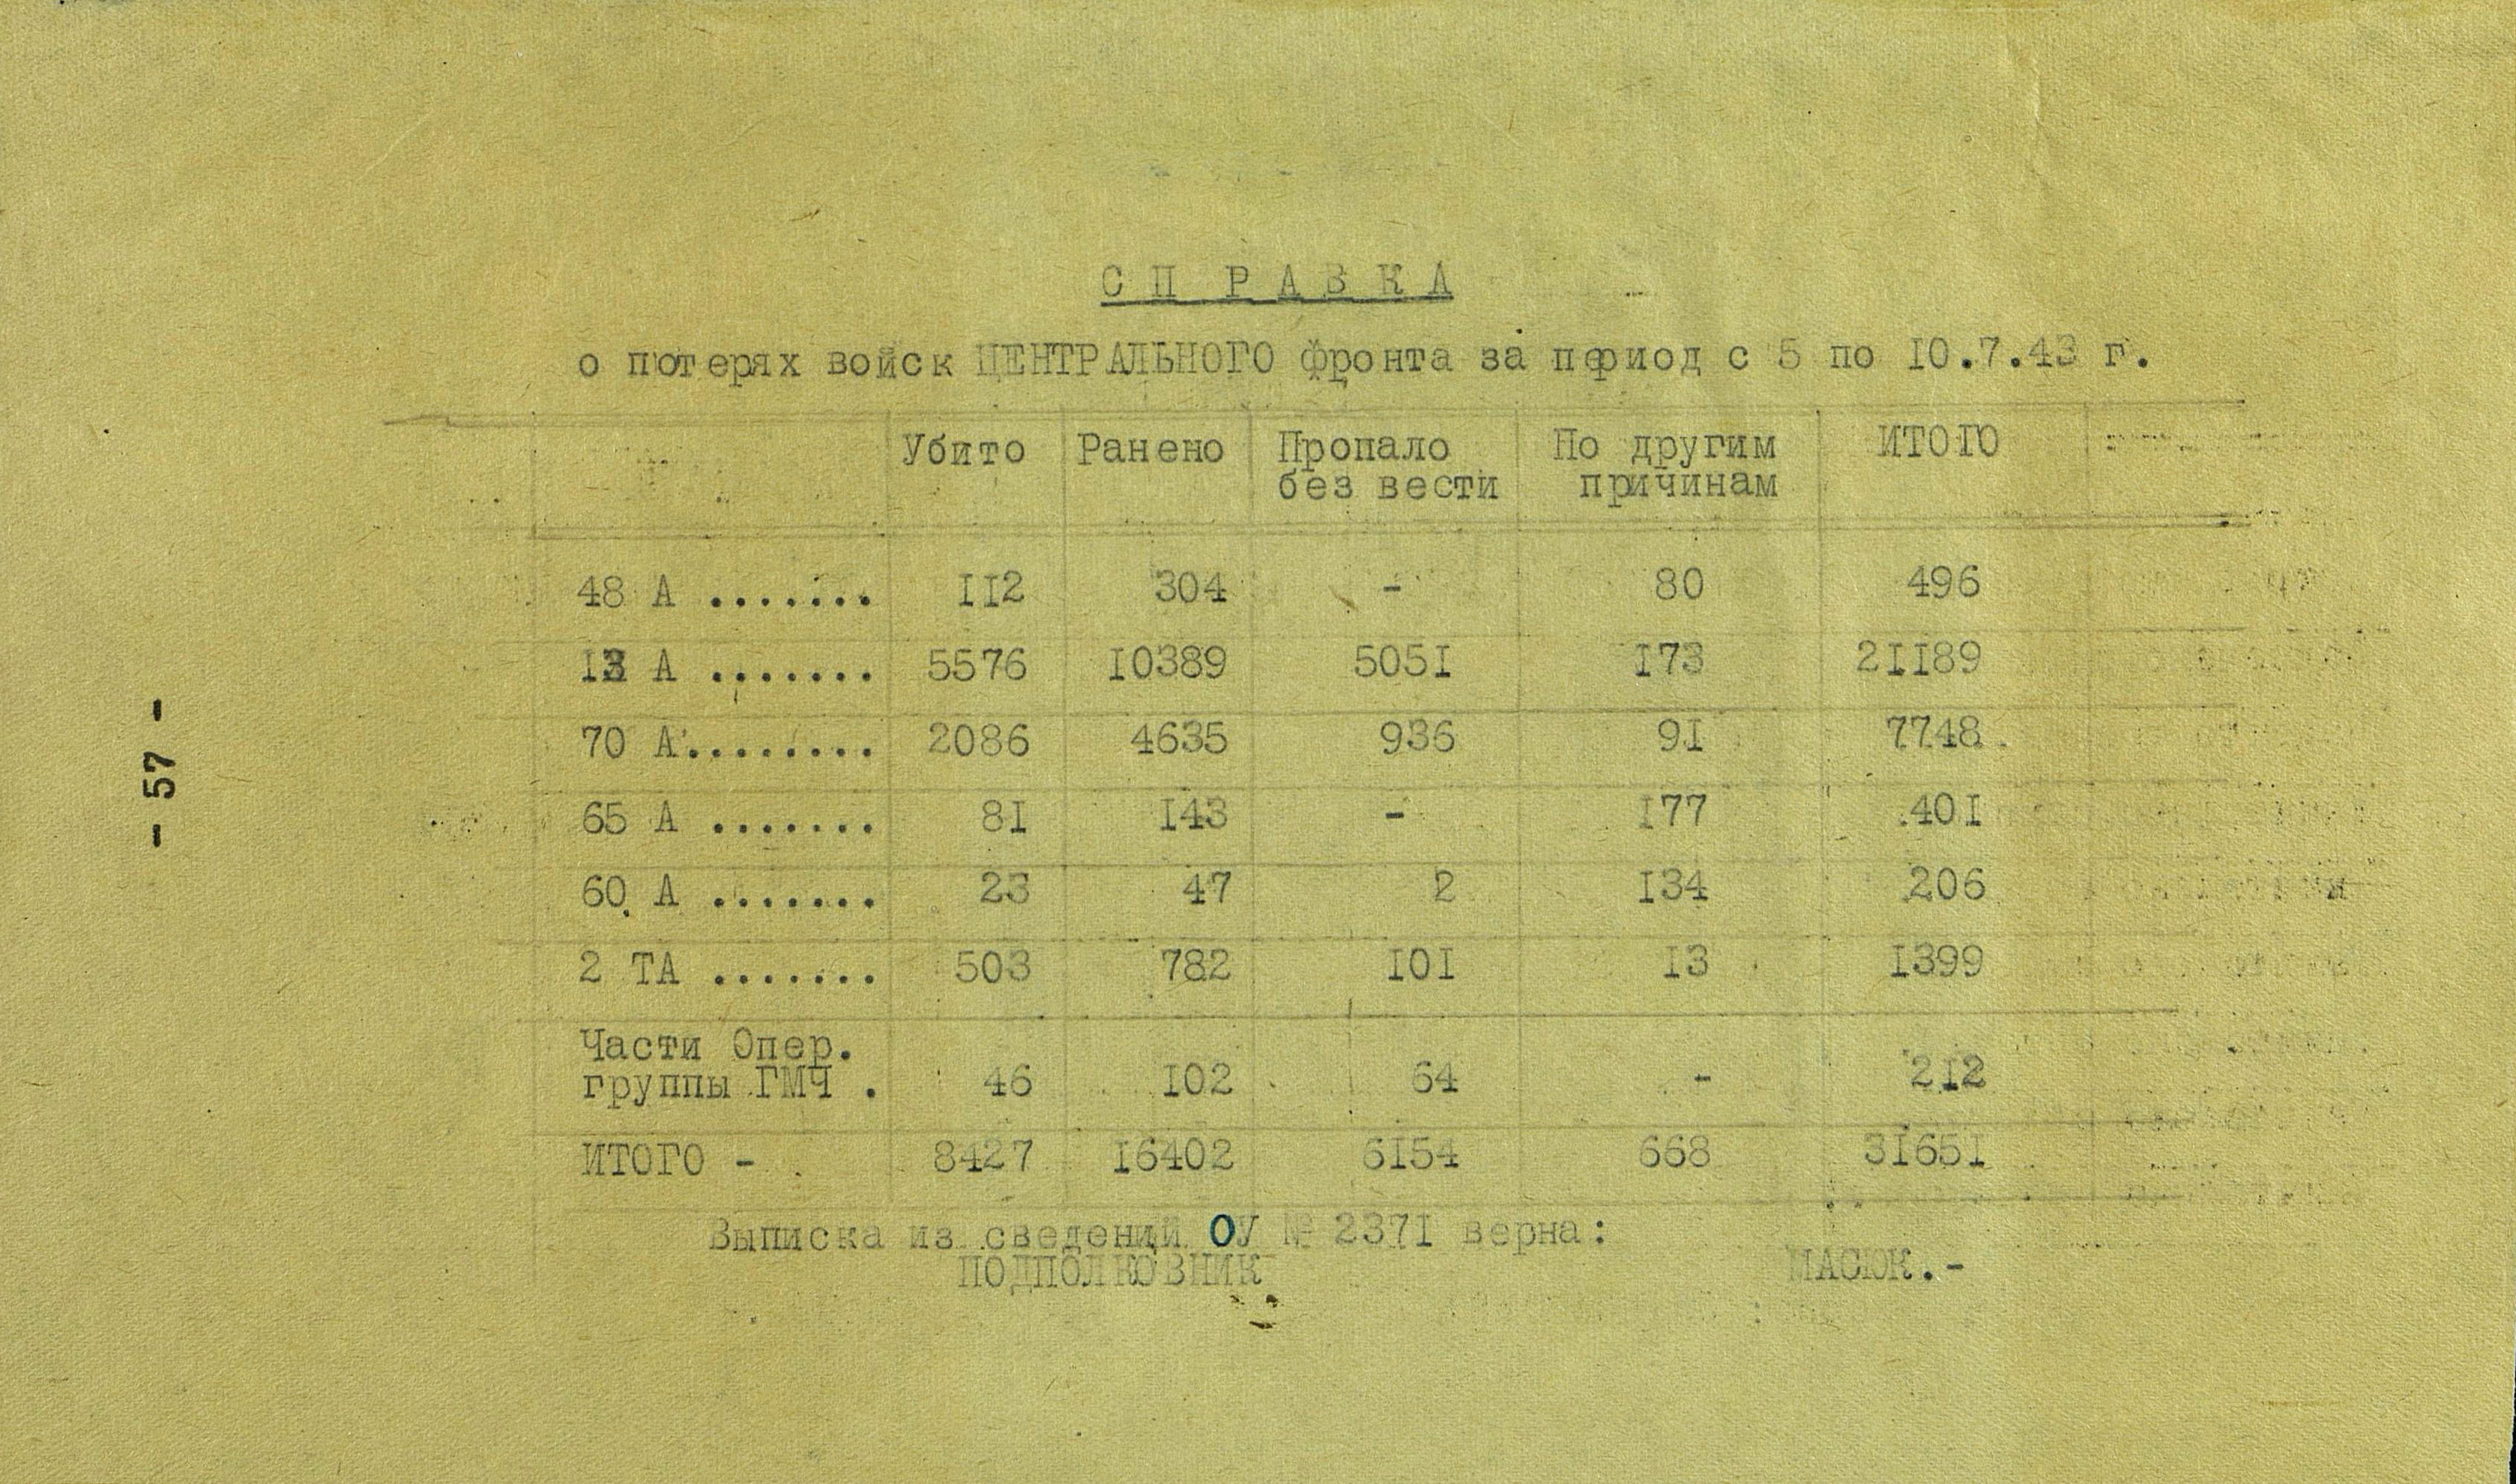 С П Р А В К А
о потерях войск ЦЕНТРАЛЬНОГО фронта за период с 5 по 10.7.43 г.
Убито Ранено Пропало без вести По другим причинам ИТОГО
48 А ....... 112 304 - 80 496
13 А ....... 5576 10389 5051 173 21189
70 А........ 2086 4635 936 91 7748
65 А ....... 81 143 - 177 401
60 А ....... 23 47 2 134 206
2 ТА ....... 503 782 101 13 1399
Части Опер.
группы ГМЧ . 46 102 64 - 212
ИТОГО - 8427 16402 6154 668 31651
Выписка из сведений ОУ № 2371 верна:
ПОДПОЛКОВНИК МАСЮК.-
- 57 -